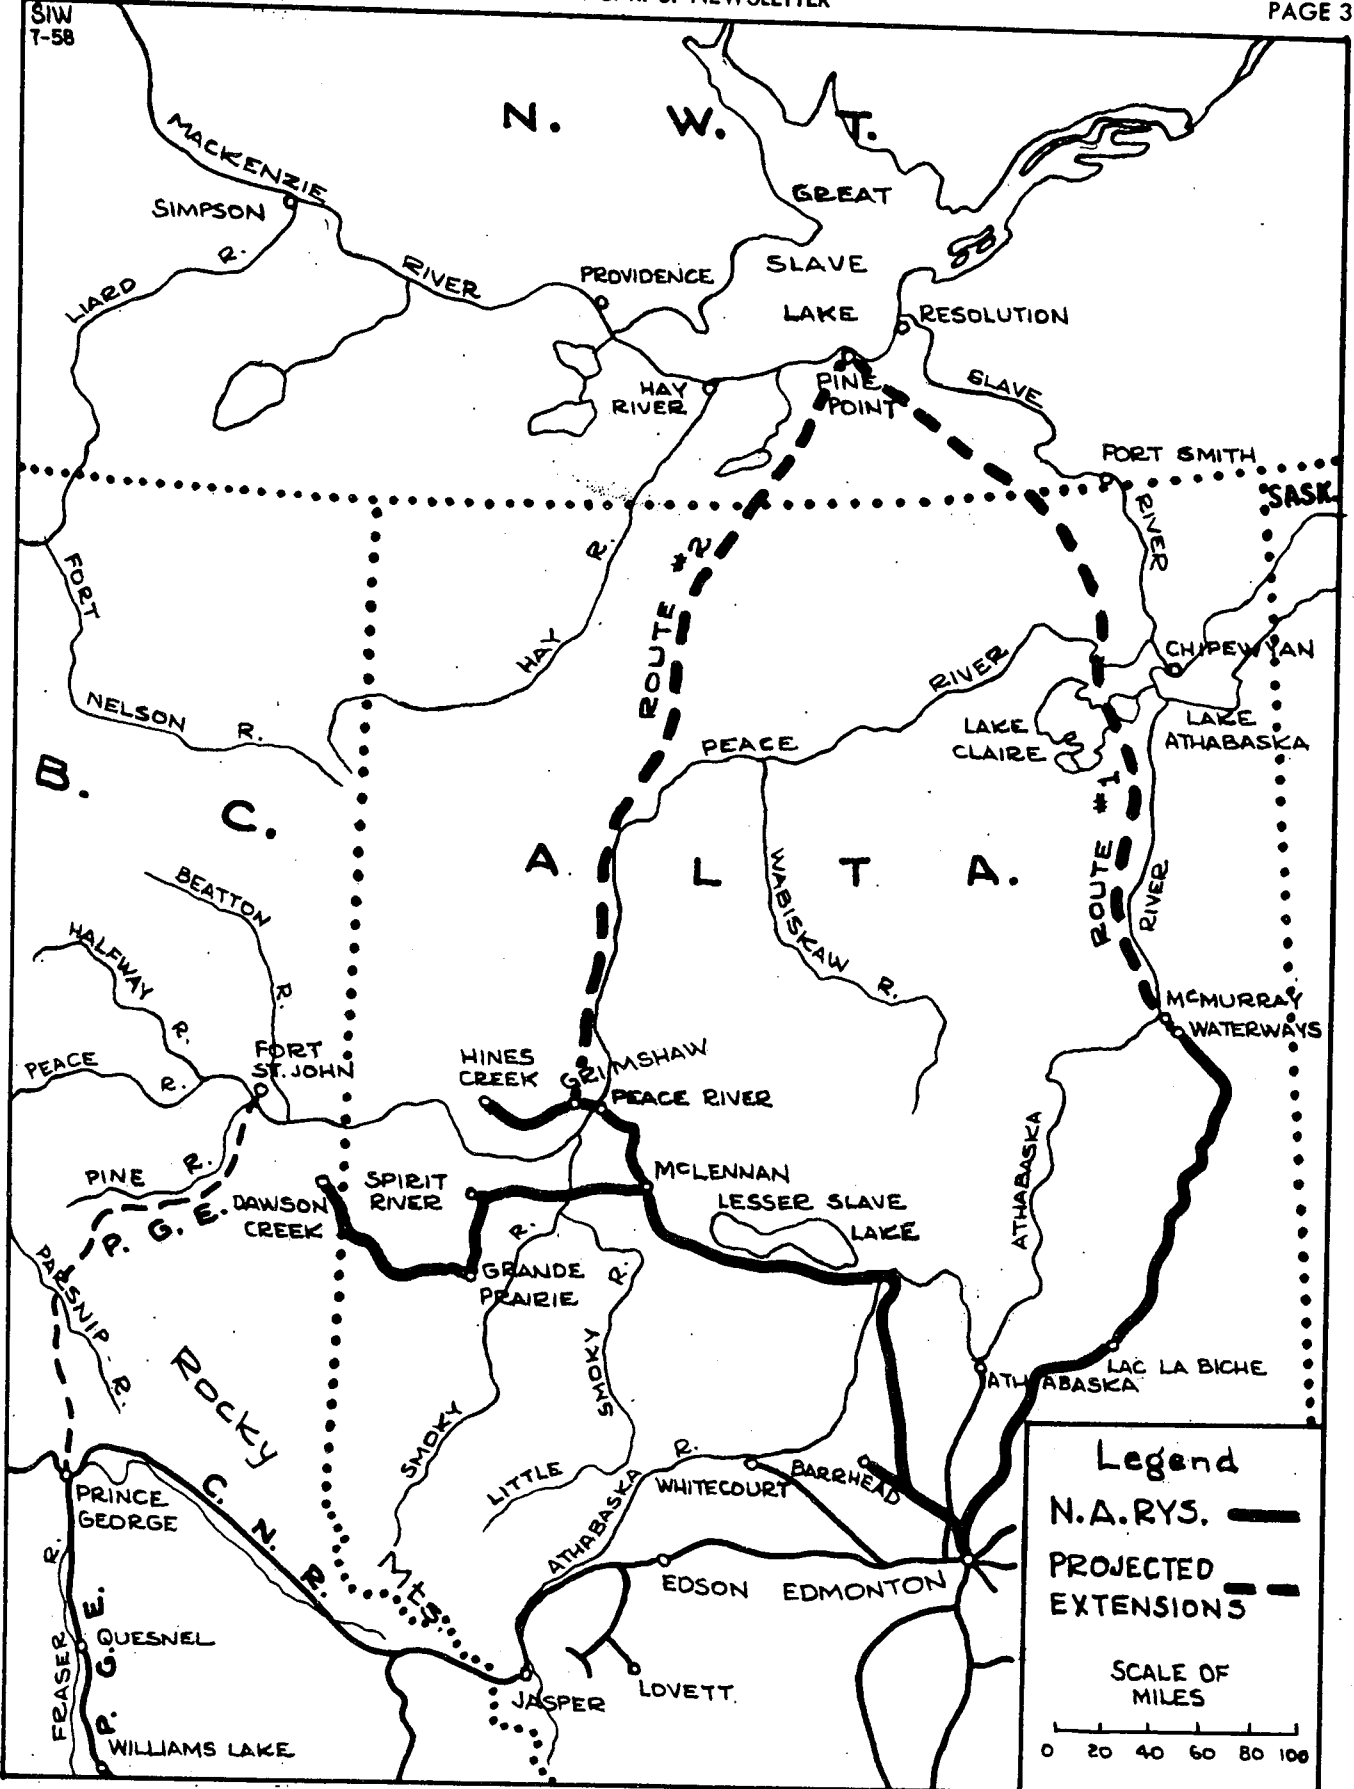 NEWSLETTER
PAGE 3
SIW
7-58
N. W. T.
MACKENZIE
RIVER
SIMPSON
LIARD R.
PROVIDENCE
GREAT
SLAVE
LAKE
RESOLUTION
HAY
RIVER
PINE
POINT
SLAVE
RIVER
FORT SMITH
SASK.
FORT
NELSON R.
HAY R.
ROUTE #2
PEACE RIVER
CHIPEWYAN
LAKE
CLAIRE
LAKE
ATHABASKA
ROUTE #1
RIVER
B. C.
A L T A.
BEATTON R.
HALFWAY R.
WABISKAW R.
PEACE R.
FORT
ST. JOHN
HINES
CREEK
GRIMSHAW
PEACE RIVER
MCMURRAY
WATERWAYS
PINE R.
P. G. E.
DAWSON
CREEK
SPIRIT
RIVER
MCLENNAN
LESSER SLAVE
LAKE
ATHABASKA
PARSNIP R.
GRANDE
PRAIRIE
SMOKY R.
LITTLE SMOKY R.
ATHABASKA
LAC LA BICHE
ROCKY Mts.
PRINCE
GEORGE
C. N. R.
ATHABASKA R.
WHITECOURT
BARRHEAD
EDSON
EDMONTON
FRASER R.
P. G. E.
QUESNEL
WILLIAMS LAKE
JASPER
LOVETT.
Legend
N.A.RYS.
PROJECTED
EXTENSIONS
SCALE OF
MILES
0 20 40 60 80 100